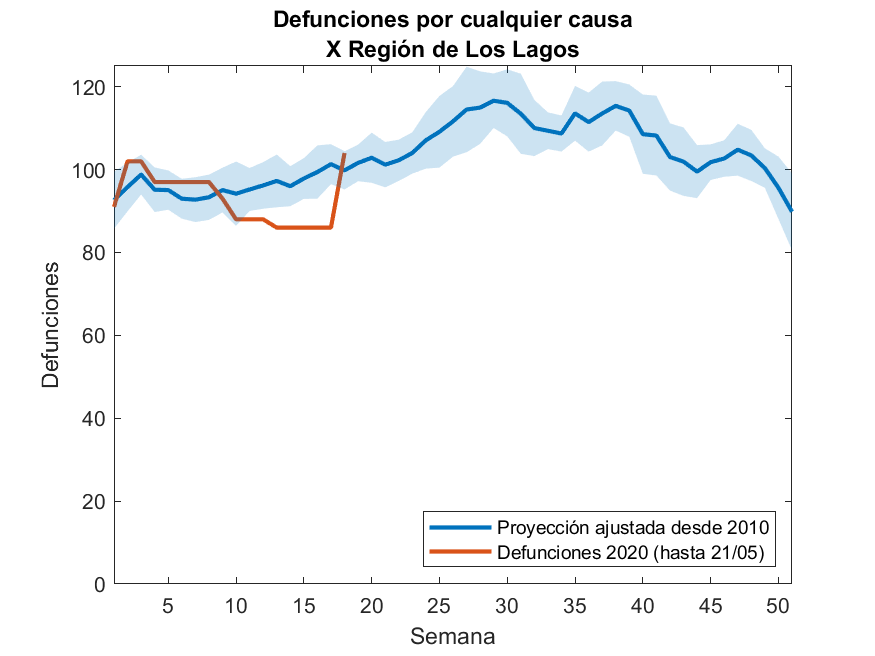 Defunciones por cualquier causa
X Región de Los Lagos
120
100
80
60
40
20
0
Defunciones
5 10 15 20 25 30 35 40 45 50
Semana
Proyección ajustada desde 2010
Defunciones 2020 (hasta 21/05)